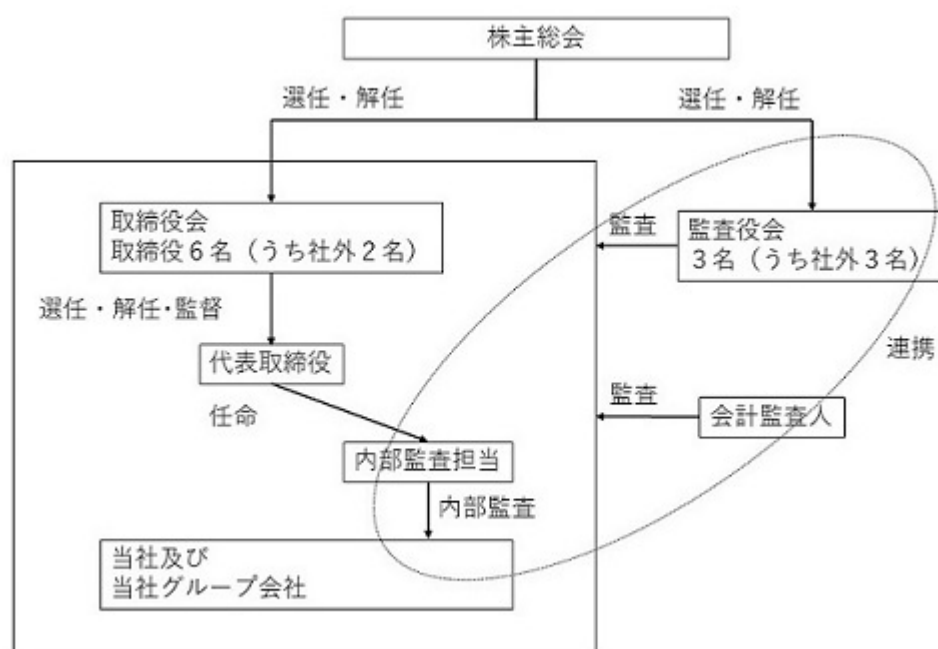 株主総会
選任・解任
選任・解任
取締役会
取締役６名（うち社外２名）
監査
監査役会
３名（うち社外３名）
選任・解任・監督
連携
代表取締役
任命
監査
会計監査人
内部監査担当
内部監査
当社及び
当社グループ会社